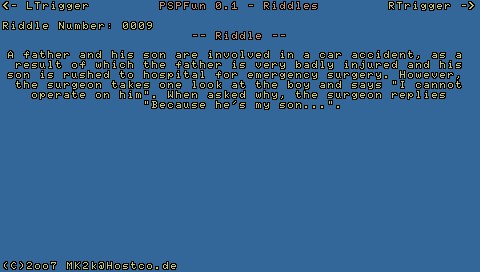 <- LTrigger PSPFun 0.1 - Riddles RTrigger ->
Riddle Number: 0009
-- Riddle --
A father and his son are involved in a car accident, as a
result of which the father is very badly injured and his
son is rushed to hospital for emergency surgery. However,
the surgeon takes one look at the boy and says "I cannot
operate on him". When asked why, the surgeon replies
"Because he's my son...".
(C)2oo7 MK2k@Hostco.de